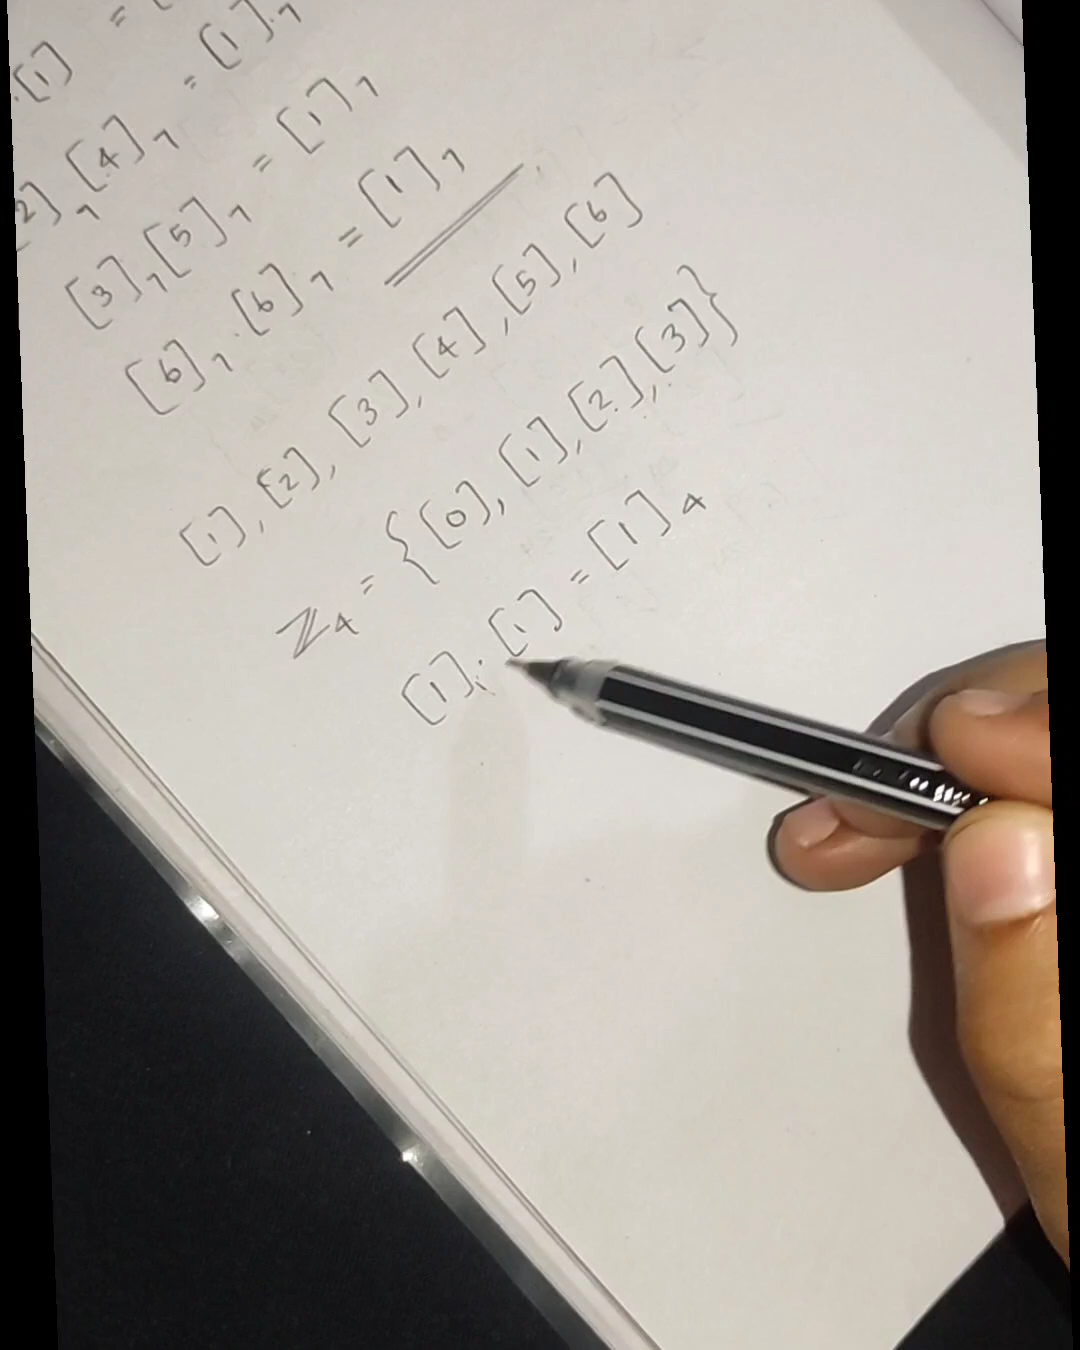 .[1] =
2]₇ [4]₇ = [1].₇
[3]₇ [5]₇ = [1]₇
[6]₇ . [6]₇ = [1]₇
[1], [2], [3], [4], [5], [6]
ℤ₄ = {[0], [1], [2], [3]}
[1] . [1] = [1]₄